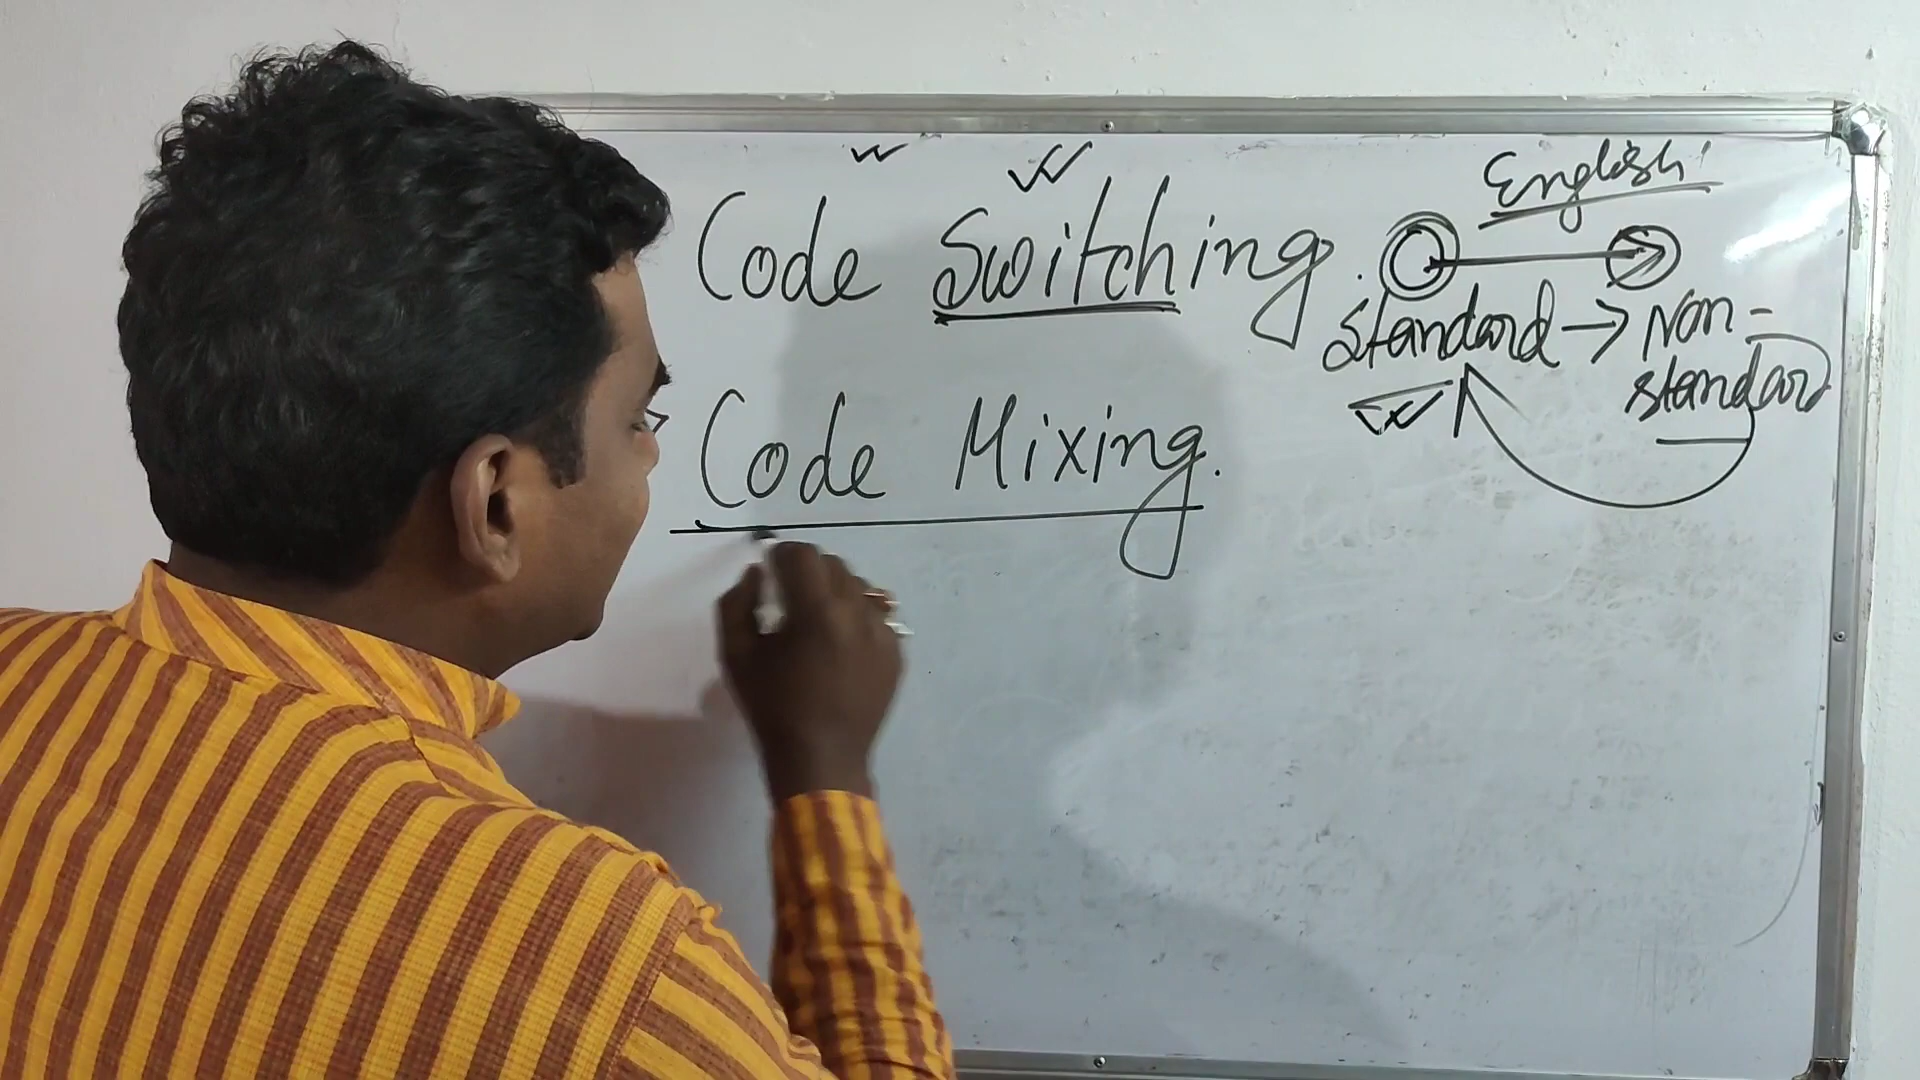 English
Code Switching.
Standard → Non-
standard
Code Mixing.